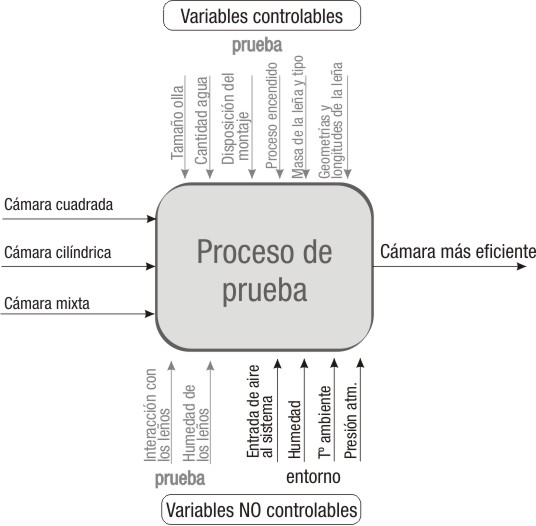 Variables controlables
prueba
Tamaño olla
Cantidad agua
Disposición del
montaje
Proceso encendido
Masa de la leña y tipo
Geometrías y
longitudes de la leña
Cámara cuadrada
Cámara cilíndrica
Cámara mixta
Proceso de
prueba
Cámara más eficiente
Interacción con
los leños
Humedad de
los leños
Entrada de aire
al sistema
Humedad
Tº ambiente
Presión atm.
prueba
entorno
Variables NO controlables